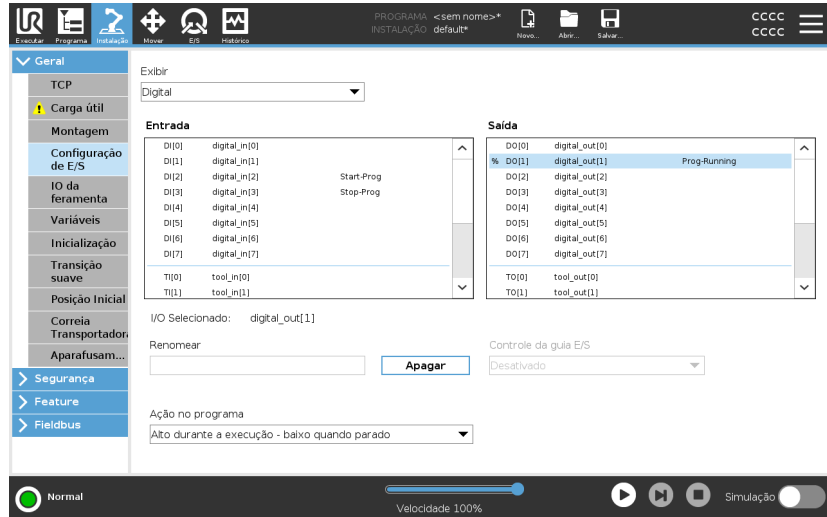 UR
PROGRAMA <sem nome>*
INSTALAÇÃO default*
CCCC
CCCC
Executar Programa Instalação Mover E/S Histórico Novo... Abrir... Salvar...
Geral
TCP
Carga útil
Montagem
Configuração
de E/S
IO da
feramenta
Variáveis
Inicialização
Transição
suave
Posição Inicial
Correia
Transportadora
Aparafusam...
Segurança
Feature
Fieldbus
Exibir
Digital
Entrada
DI[0] digital_in[0]
DI[1] digital_in[1]
DI[2] digital_in[2] Start-Prog
DI[3] digital_in[3] Stop-Prog
DI[4] digital_in[4]
DI[5] digital_in[5]
DI[6] digital_in[6]
DI[7] digital_in[7]
TI[0] tool_in[0]
TI[1] tool_in[1]
Saída
DO[0] digital_out[0]
% DO[1] digital_out[1] Prog-Running
DO[2] digital_out[2]
DO[3] digital_out[3]
DO[4] digital_out[4]
DO[5] digital_out[5]
DO[6] digital_out[6]
DO[7] digital_out[7]
TO[0] tool_out[0]
TO[1] tool_out[1]
I/O Selecionado: digital_out[1]
Renomear
Apagar
Controle da guia E/S
Desativado
Ação no programa
Alto durante a execução - baixo quando parado
Normal
Velocidade 100%
Simulação